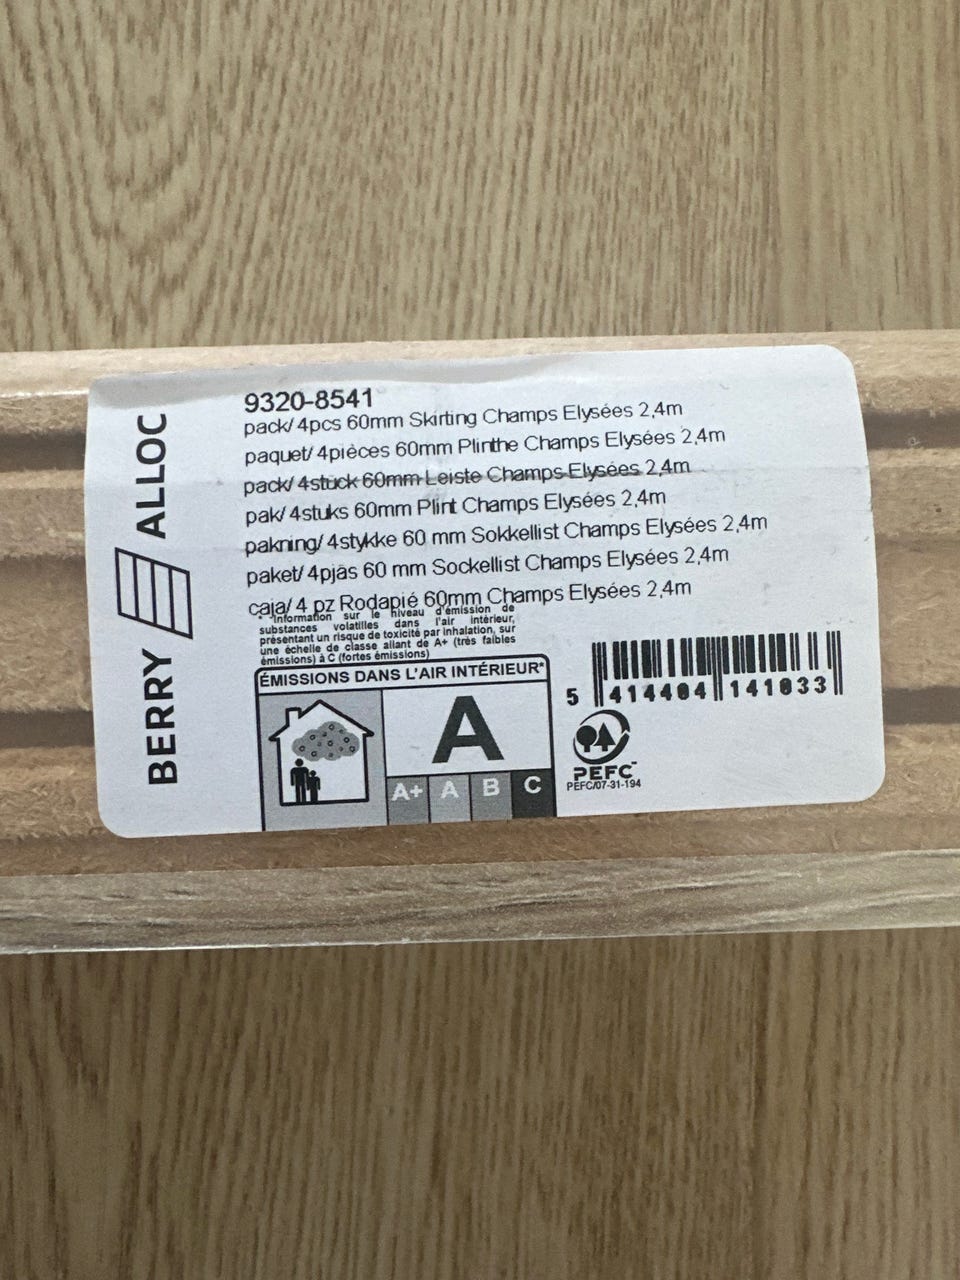 BERRY ALLOC
9320-8541
pack/ 4pcs 60mm Skirting Champs Elysées 2,4m
paquet/ 4pièces 60mm Plinthe Champs Elysées 2,4m
pack/ 4stück 60mm Leiste Champs Elysées 2,4m
pak/ 4stuks 60mm Plint Champs Elysées 2,4m
pakning/ 4stykke 60 mm Sokkellist Champs Elysées 2,4m
paket/ 4pjäs 60 mm Sockellist Champs Elysées 2,4m
caja/ 4 pz Rodapié 60mm Champs Elysées 2,4m
* Information sur le niveau d'émission de
substances volatiles dans l'air intérieur,
présentant un risque de toxicité par inhalation, sur
une échelle de classe allant de A+ (très faibles
émissions) à C (fortes émissions)
ÉMISSIONS DANS L'AIR INTÉRIEUR*
A
A+ A B C
5 414404 141033
PEFC™
PEFC/07-31-194